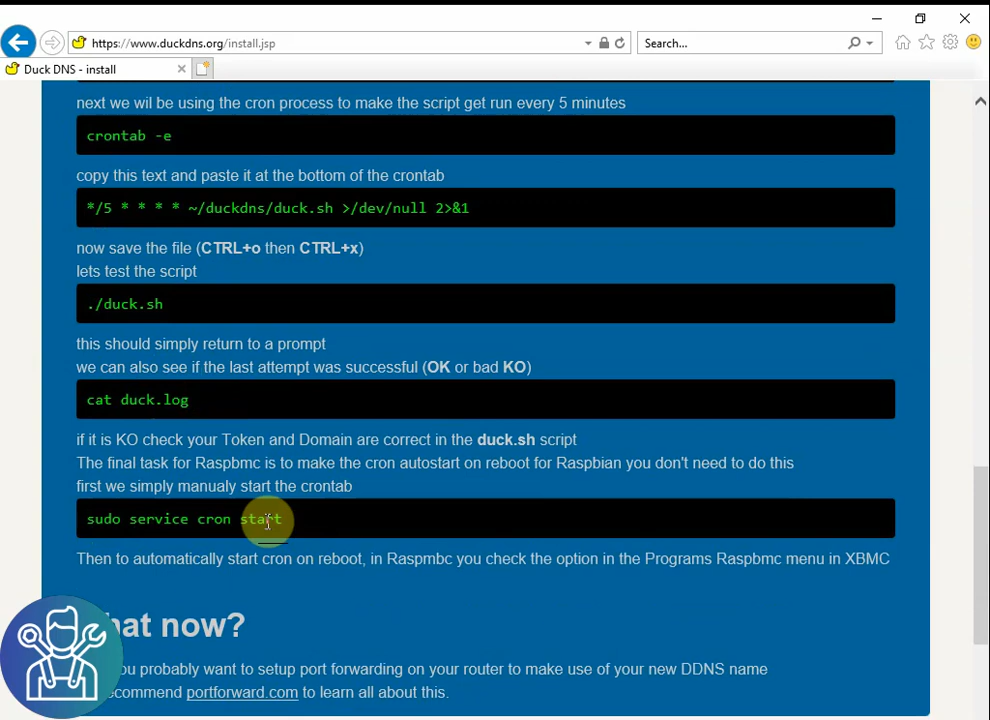 https://www.duckdns.org/install.jsp
Search...
Duck DNS - install
next we wil be using the cron process to make the script get run every 5 minutes
crontab -e
copy this text and paste it at the bottom of the crontab
*/5 * * * * ~/duckdns/duck.sh >/dev/null 2>&1
now save the file (CTRL+o then CTRL+x)
lets test the script
./duck.sh
this should simply return to a prompt
we can also see if the last attempt was successful (OK or bad KO)
cat duck.log
if it is KO check your Token and Domain are correct in the duck.sh script
The final task for Raspbmc is to make the cron autostart on reboot for Raspbian you don't need to do this
first we simply manualy start the crontab
sudo service cron start
Then to automatically start cron on reboot, in Raspmbc you check the option in the Programs Raspbmc menu in XBMC
hat now?
you probably want to setup port forwarding on your router to make use of your new DDNS name
ecommend portforward.com to learn all about this.